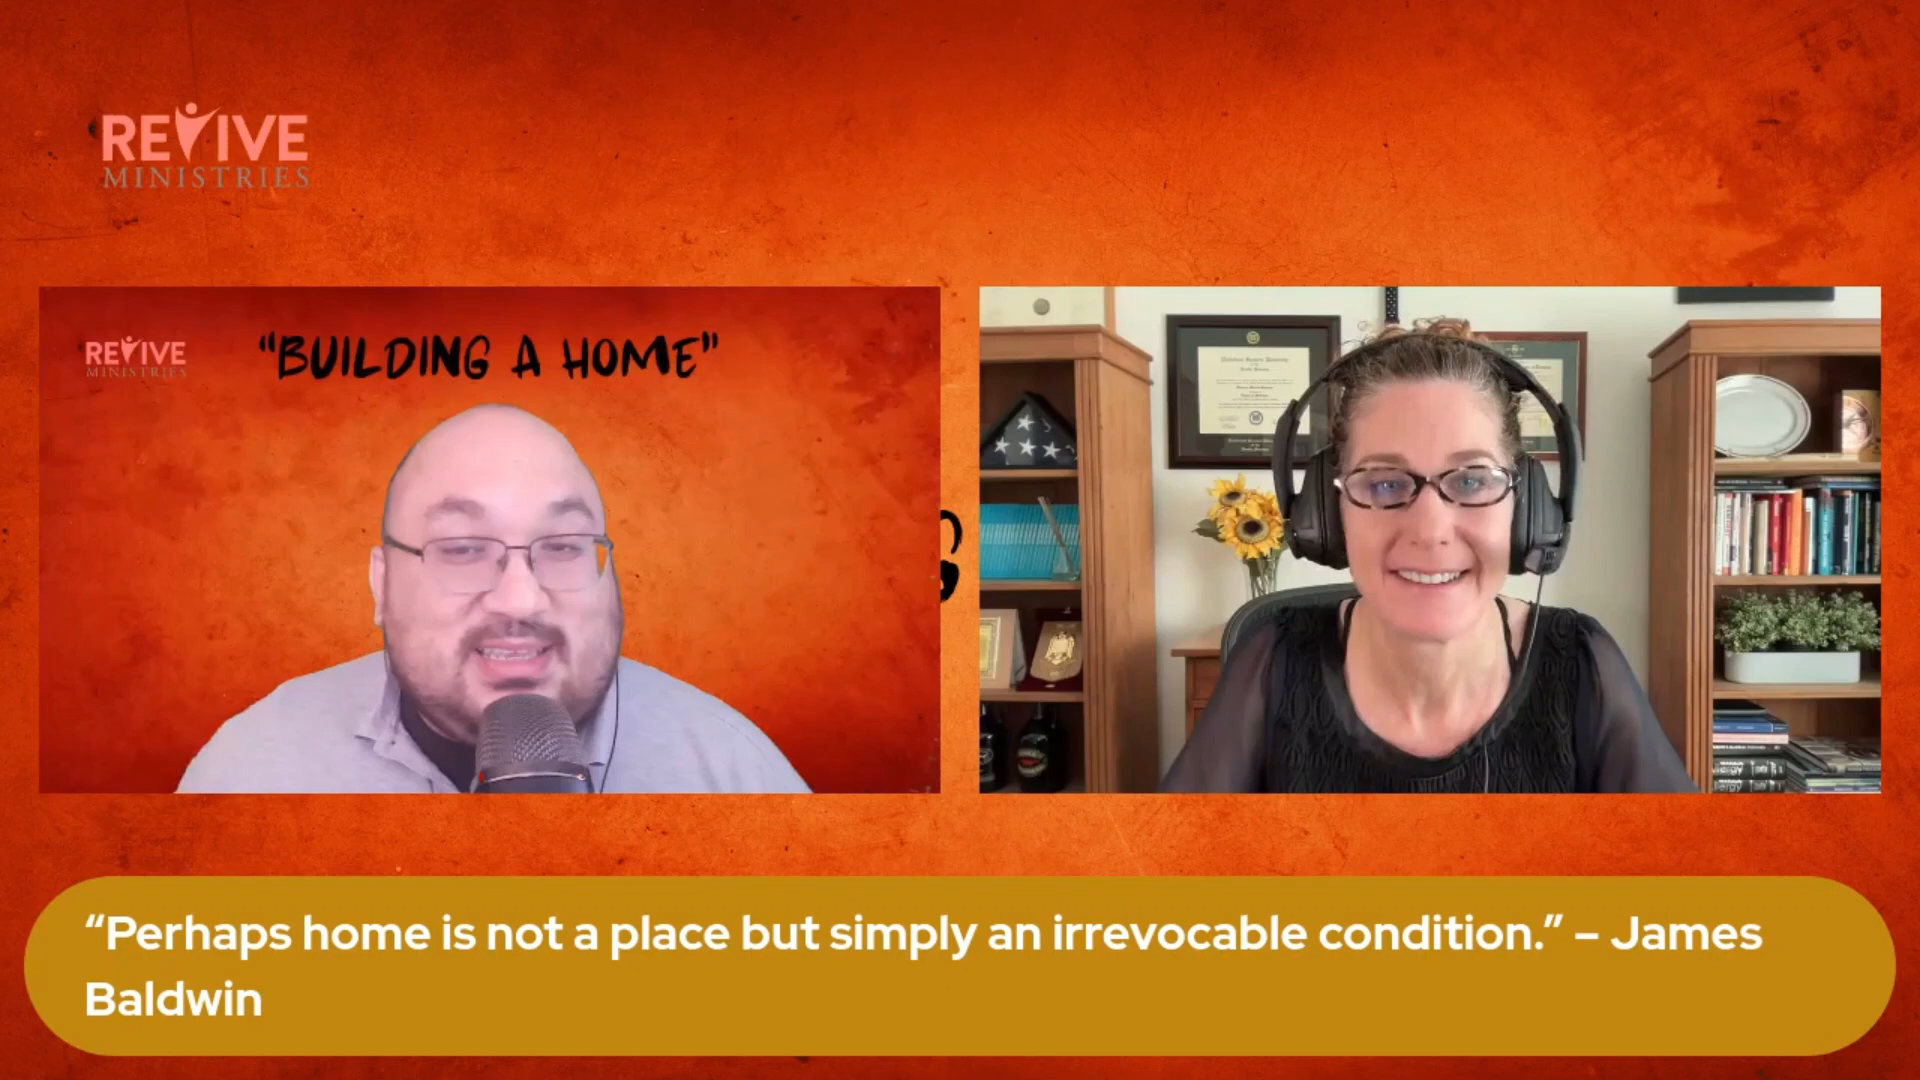 REVIVE
MINISTRIES
REVIVE
MINISTRIES
“BUILDING A HOME”
“Perhaps home is not a place but simply an irrevocable condition.” – James
Baldwin